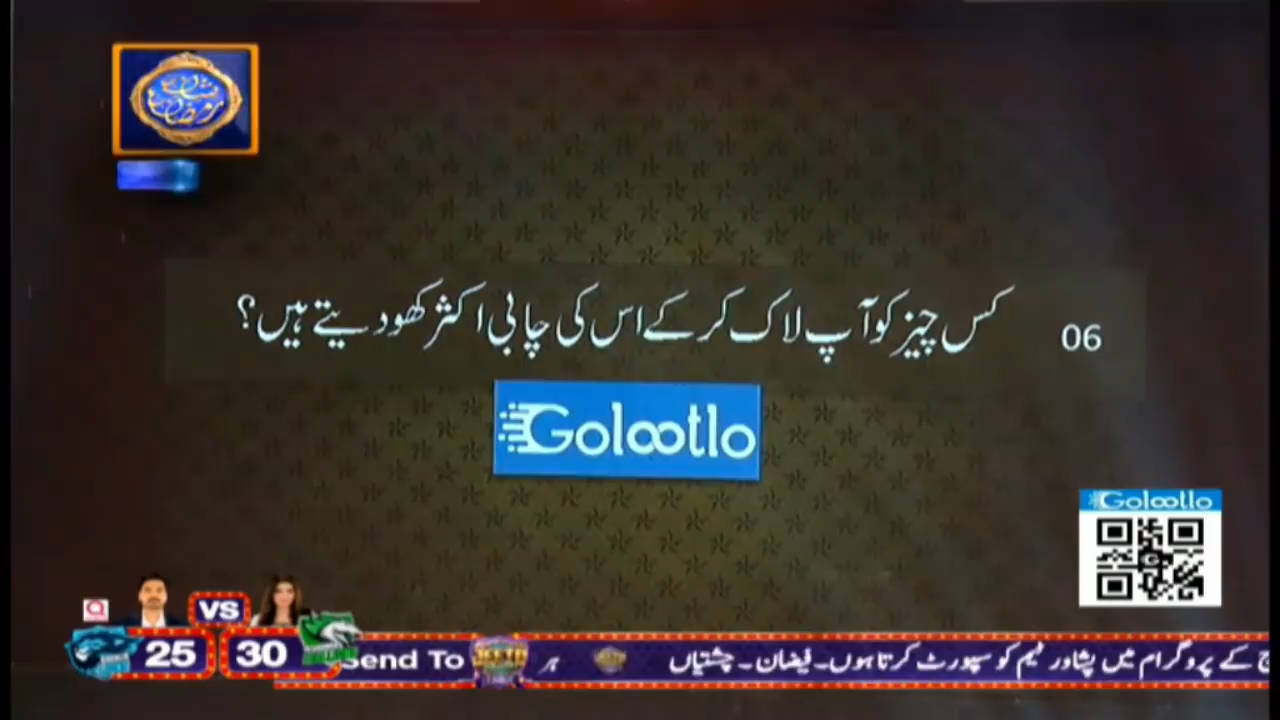 کس چیز کو آپ لاک کر کے اس کی چابی اکثر کھو دیتے ہیں؟ 06
Golootlo
Golootlo
VS
25 30
Send To ہر ج کے پروگرام میں پشاور ٹیم کو سپورٹ کرتا ہوں۔ فیضان ۔ چشتیاں